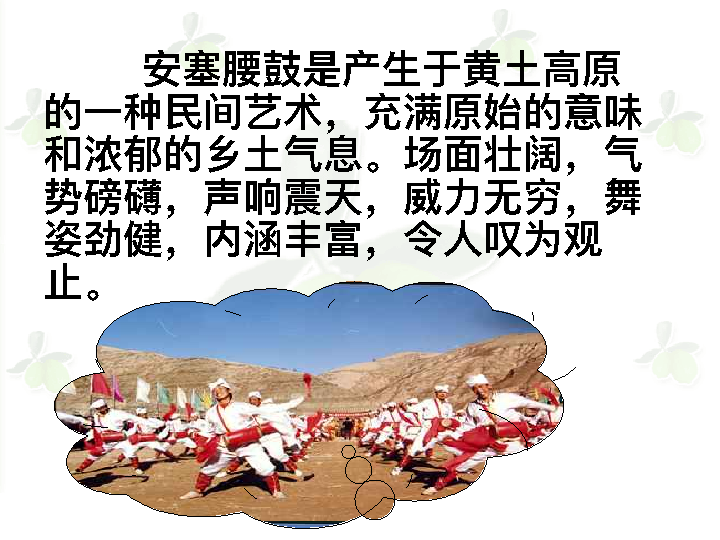 安塞腰鼓是产生于黄土高原
的一种民间艺术，充满原始的意味
和浓郁的乡土气息。场面壮阔，气
势磅礴，声响震天，威力无穷，舞
姿劲健，内涵丰富，令人叹为观
止。